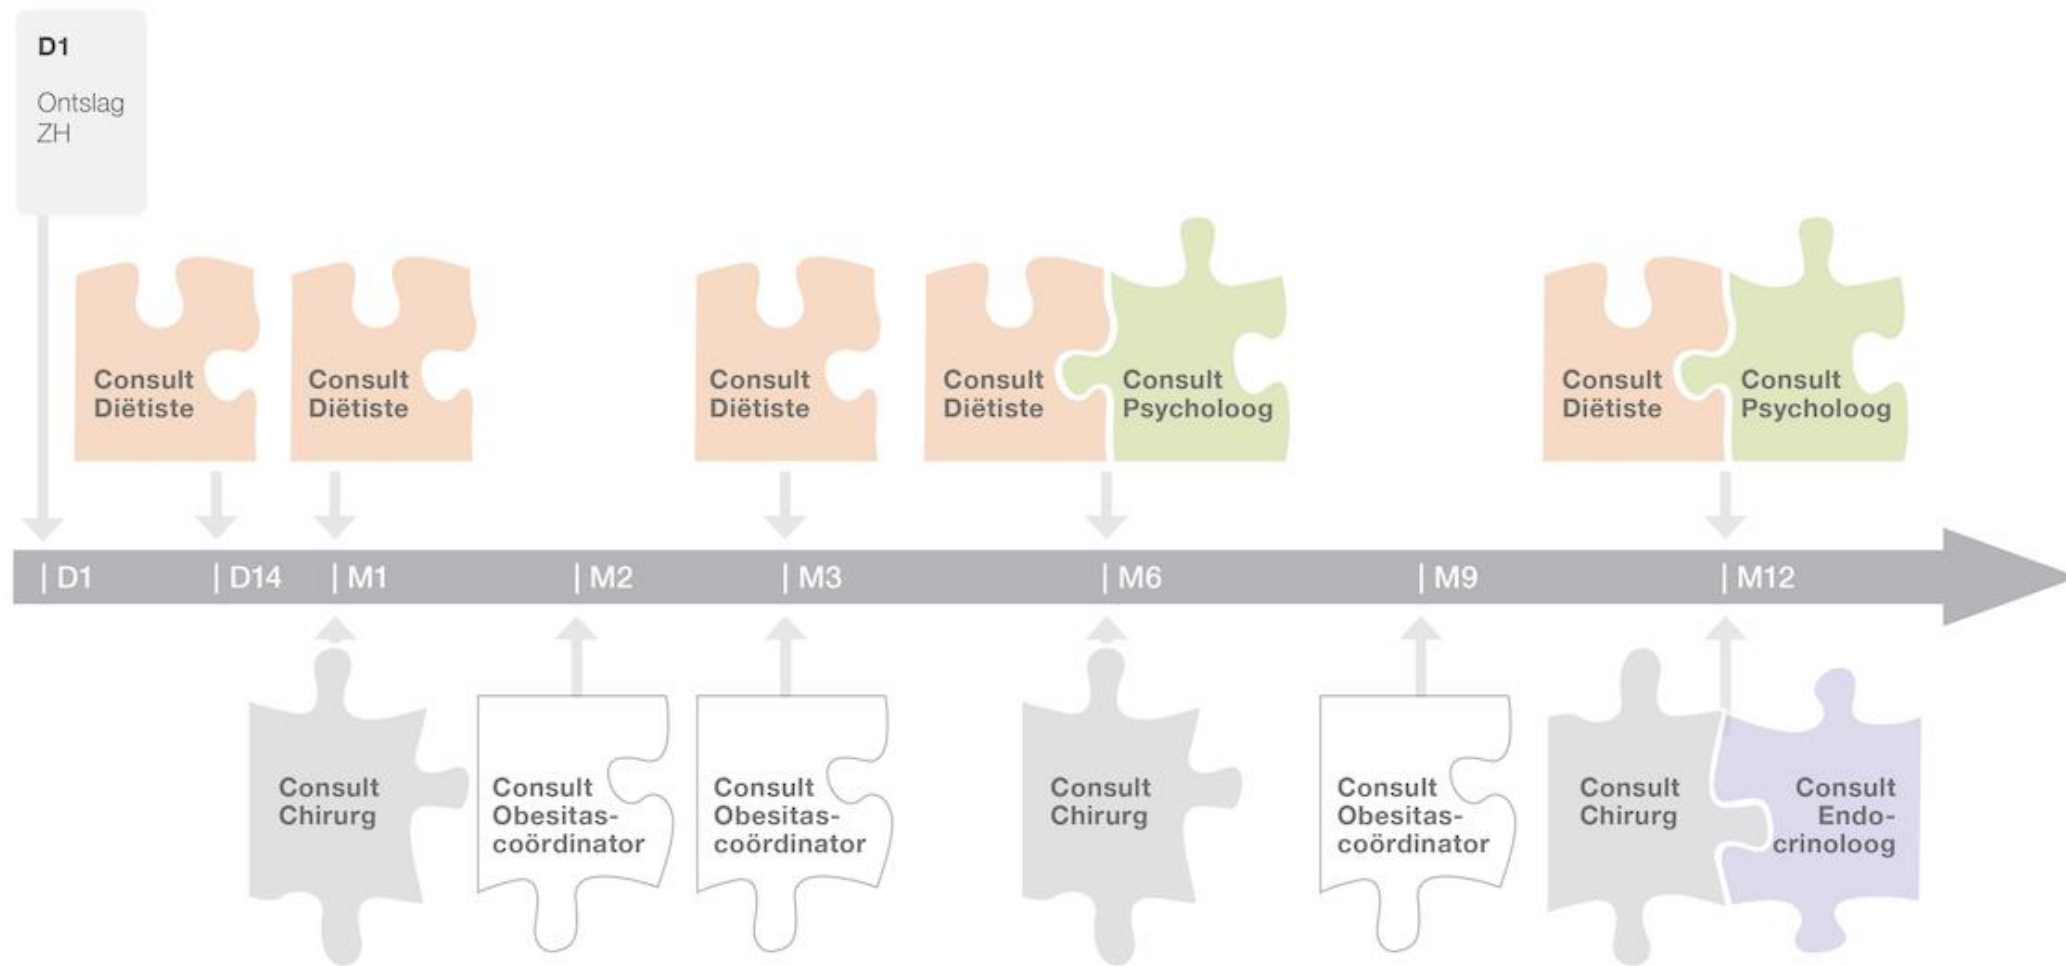 D1
Ontslag
ZH
Consult
Diëtiste
Consult
Diëtiste
Consult
Diëtiste
Consult
Diëtiste
Consult
Psycholoog
Consult
Diëtiste
Consult
Psycholoog
| D1
| D14
| M1
| M2
| M3
| M6
| M9
| M12
Consult
Chirurg
Consult
Obesitas-
coördinator
Consult
Obesitas-
coördinator
Consult
Chirurg
Consult
Obesitas-
coördinator
Consult
Chirurg
Consult
Endo-
crinoloog